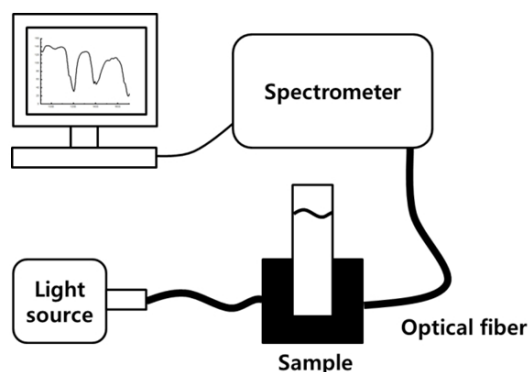 Spectrometer
Light
source
Optical fiber
Sample